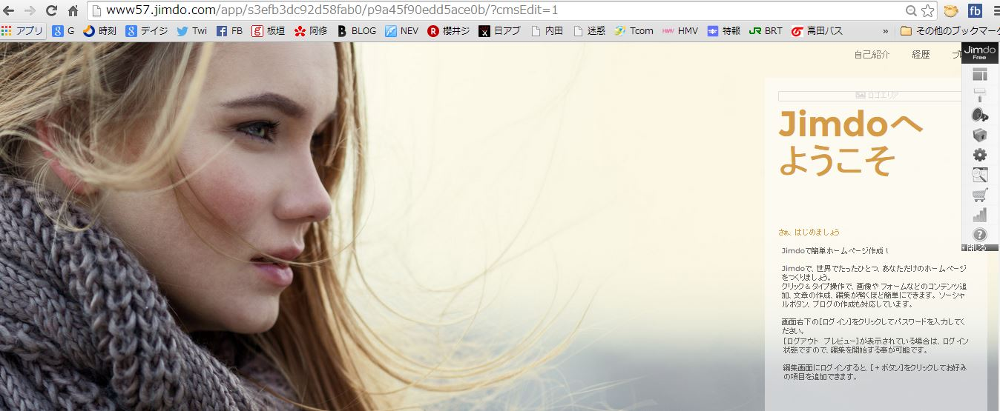 www57.jimdo.com/app/s3efb3dc92d58fab0/p9a45f90edd5ace0b/?cmsEdit=1
アプリ G 時刻 デイジ Twi FB 板垣 阿修 BLOG NEV 櫻井ジ 日アブ 内田 迷惑 Tcom HMV HMV 特報 JR BRT 高田バス » その他のブックマーク
自己紹介 経歴 ブ
Jimdo
Free
ロゴエリア
Jimdoへ
ようこそ
さぁ、はじめましょう
閉じる
Jimdoで簡単ホームページ作成！
Jimdoで、世界でたったひとつ、あなただけのホームページ
をつくりましょう。
クリック＆タイプ操作で、画像や フォームなどのコンテンツ追
加、文章の作成、編集が驚くほど簡単にできます。ソーシャ
ルボタン、ブログの作成も対応しています。
画面右下の［ログイン］をクリックしてパスワードを入力してく
ださい。
［ログアウト プレビュー］が表示されている場合は、ログイン
状態ですので、編集を開始する事が可能です。
編集画面にログインすると、［＋ボタン］をクリックしてお好み
の項目を追加できます。